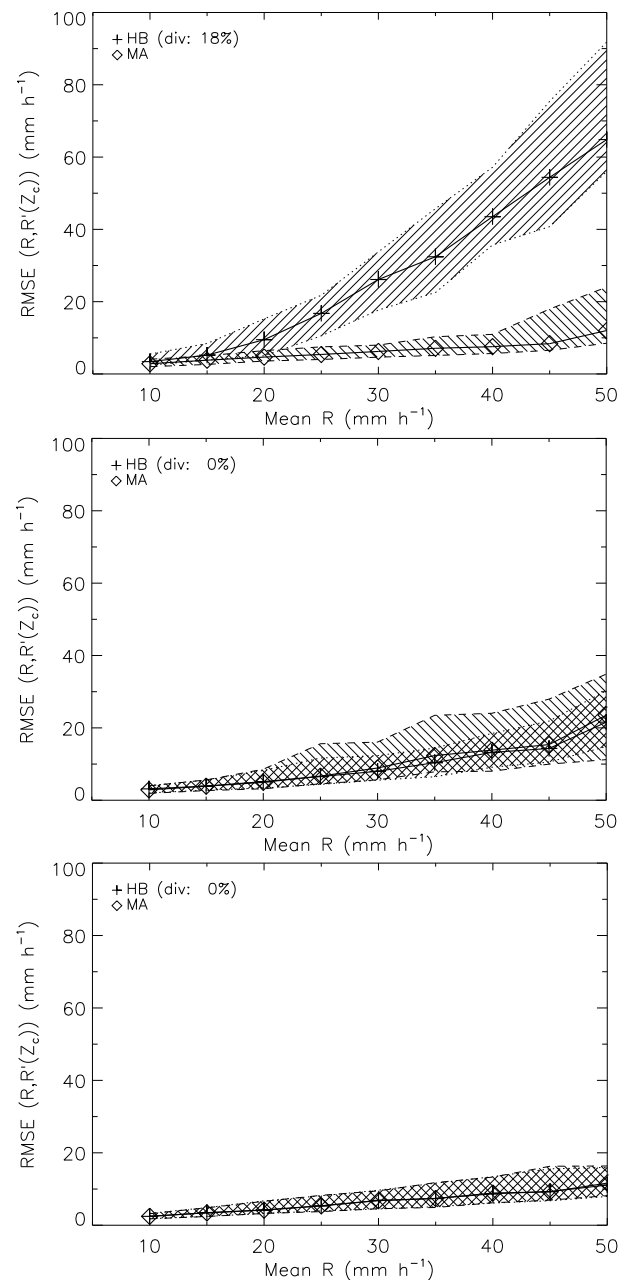 100
+ HB (div: 18%)
◇ MA
80
60
40
20
0
RMSE (R,R'(Z_c)) (mm h⁻¹)
10 20 30 40 50
Mean R (mm h⁻¹)
100
+ HB (div: 0%)
◇ MA
80
60
40
20
0
RMSE (R,R'(Z_c)) (mm h⁻¹)
10 20 30 40 50
Mean R (mm h⁻¹)
100
+ HB (div: 0%)
◇ MA
80
60
40
20
0
RMSE (R,R'(Z_c)) (mm h⁻¹)
10 20 30 40 50
Mean R (mm h⁻¹)